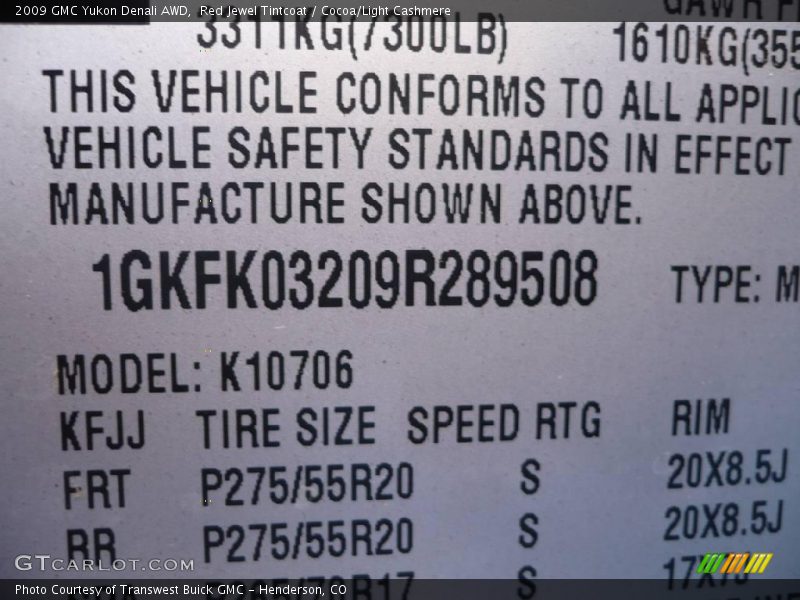 2009 GMC Yukon Denali AWD, Red Jewel Tintcoat / Cocoa/Light Cashmere
GAWR F
3311KG(7300LB) 1610KG(355
THIS VEHICLE CONFORMS TO ALL APPLIC
VEHICLE SAFETY STANDARDS IN EFFECT
MANUFACTURE SHOWN ABOVE.
1GKFK03209R289508 TYPE: M
MODEL: K10706
KFJJ TIRE SIZE SPEED RTG RIM
FRT P275/55R20 S 20X8.5J
RR P275/55R20 S 20X8.5J
S
GTCarlot.com
Photo Courtesy of Transwest Buick GMC - Henderson, CO